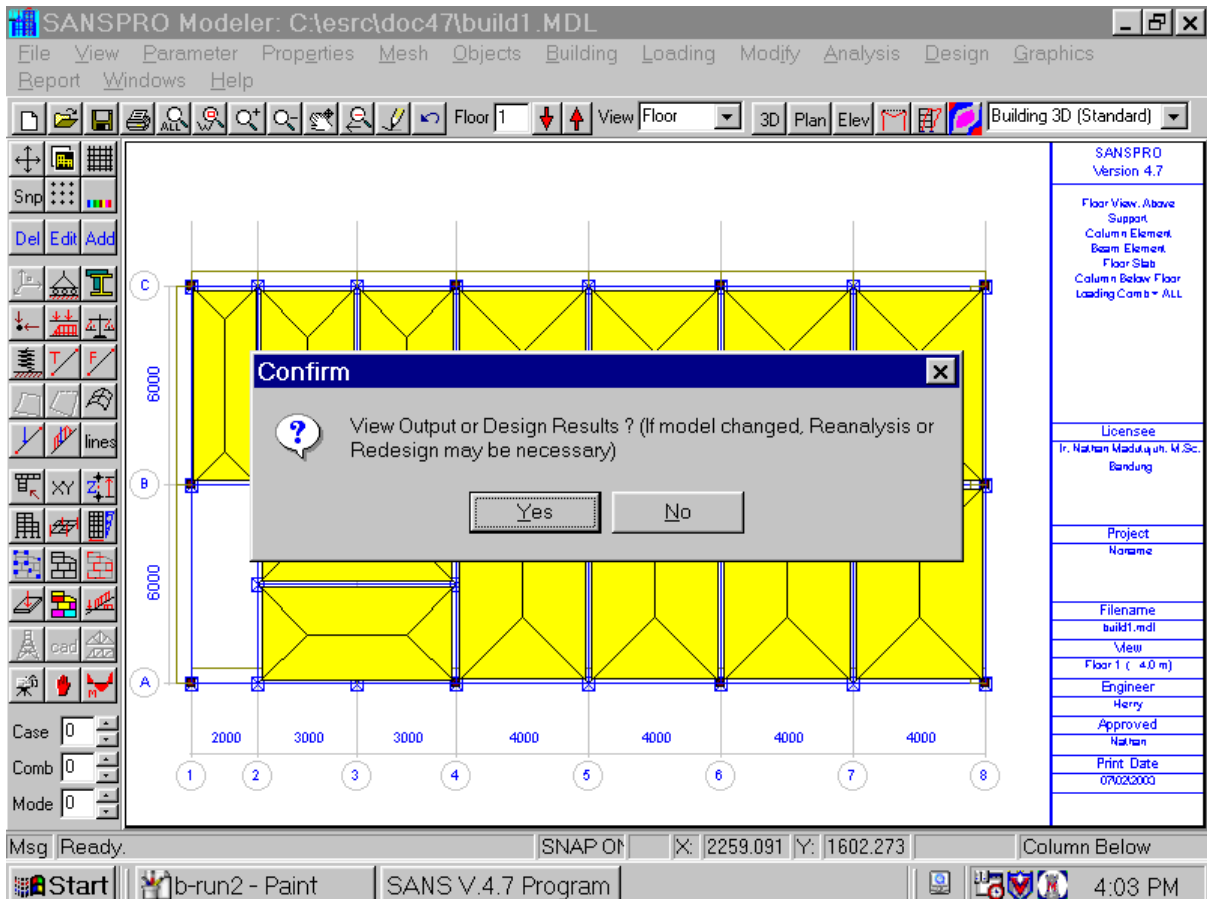 SANSPRO Modeler: C:\esrc\doc47\build1.MDL
File View Parameter Properties Mesh Objects Building Loading Modify Analysis Design Graphics
Report Windows Help
ALL Floor 1 View Floor 3D Plan Elev Building 3D (Standard)
Snp
Del Edit Add
T F
lines
XY Z
cad
M
Case 0
Comb 0
Mode 0
C
B
A
6000
6000
2000 3000 3000 4000 4000 4000 4000
1 2 3 4 5 6 7 8
Confirm
View Output or Design Results ? (If model changed, Reanalysis or
Redesign may be necessary)
Yes No
SANSPRO
Version 4.7
Floor View. Above
Support
Column Element
Beam Element
Floor Slab
Column Below Floor
Loading Comb = ALL
Licensee
Ir. Nathan Madutujuh. M.Sc.
Bandung
Project
Noname
Filename
build1.mdl
View
Floor 1 ( 4.0 m)
Engineer
Herry
Approved
Nathan
Print Date
07/02/2003
Msg Ready. SNAP ON X: 2259.091 Y: 1602.273 Column Below
Start b-run2 - Paint SANS V.4.7 Program 4:03 PM